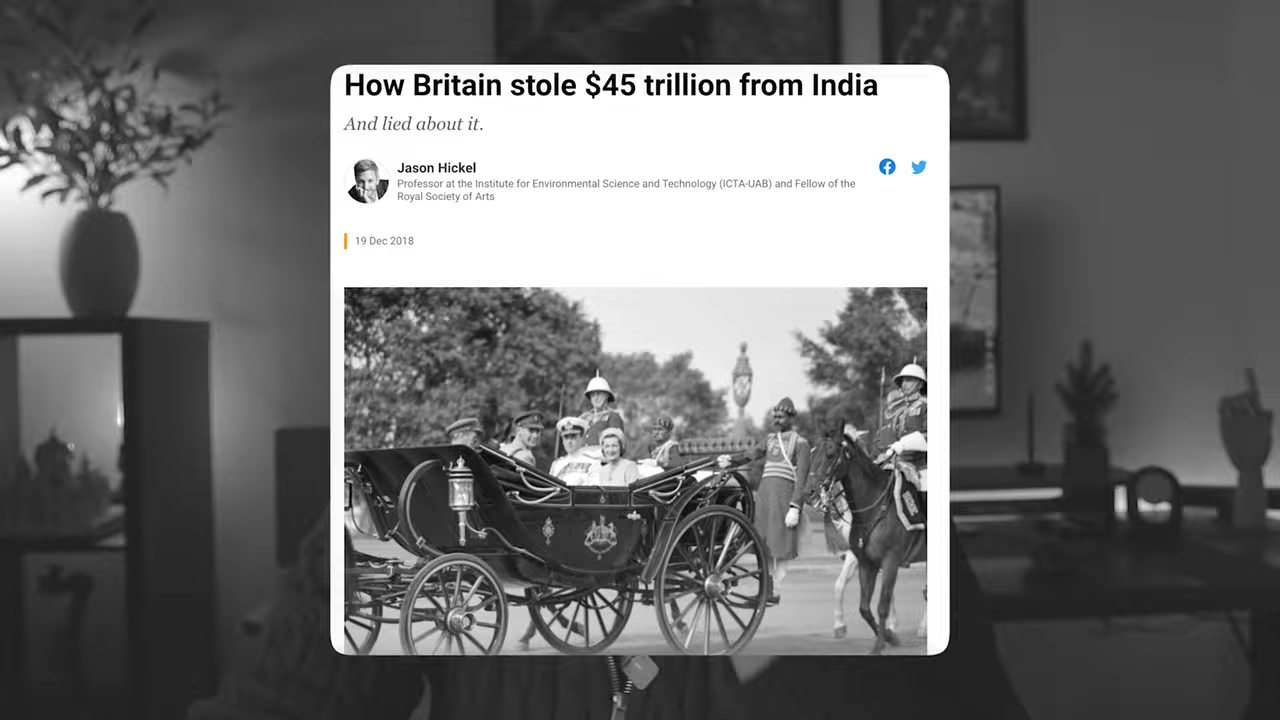 How Britain stole $45 trillion from India
And lied about it.
Jason Hickel
Professor at the Institute for Environmental Science and Technology (ICTA-UAB) and Fellow of the
Royal Society of Arts
19 Dec 2018